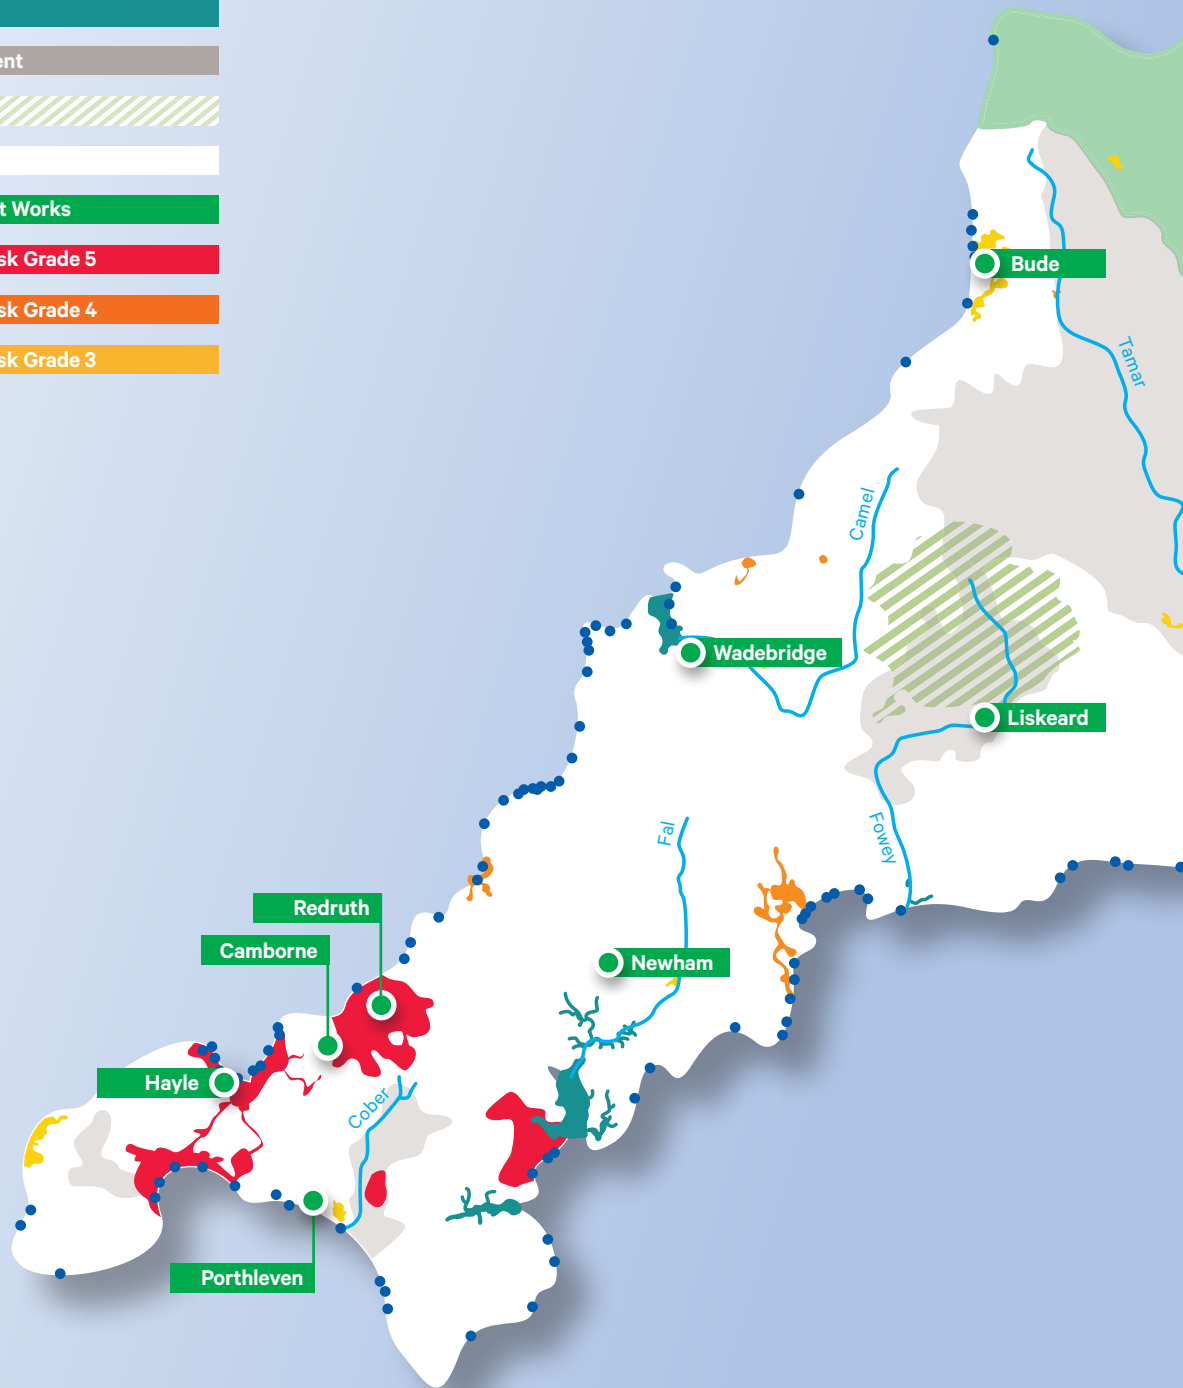 ent
t Works
sk Grade 5
sk Grade 4
sk Grade 3
Bude
Tamar
Camel
Wadebridge
Liskeard
Fal
Fowey
Redruth
Camborne
Newham
Hayle
Cober
Porthleven